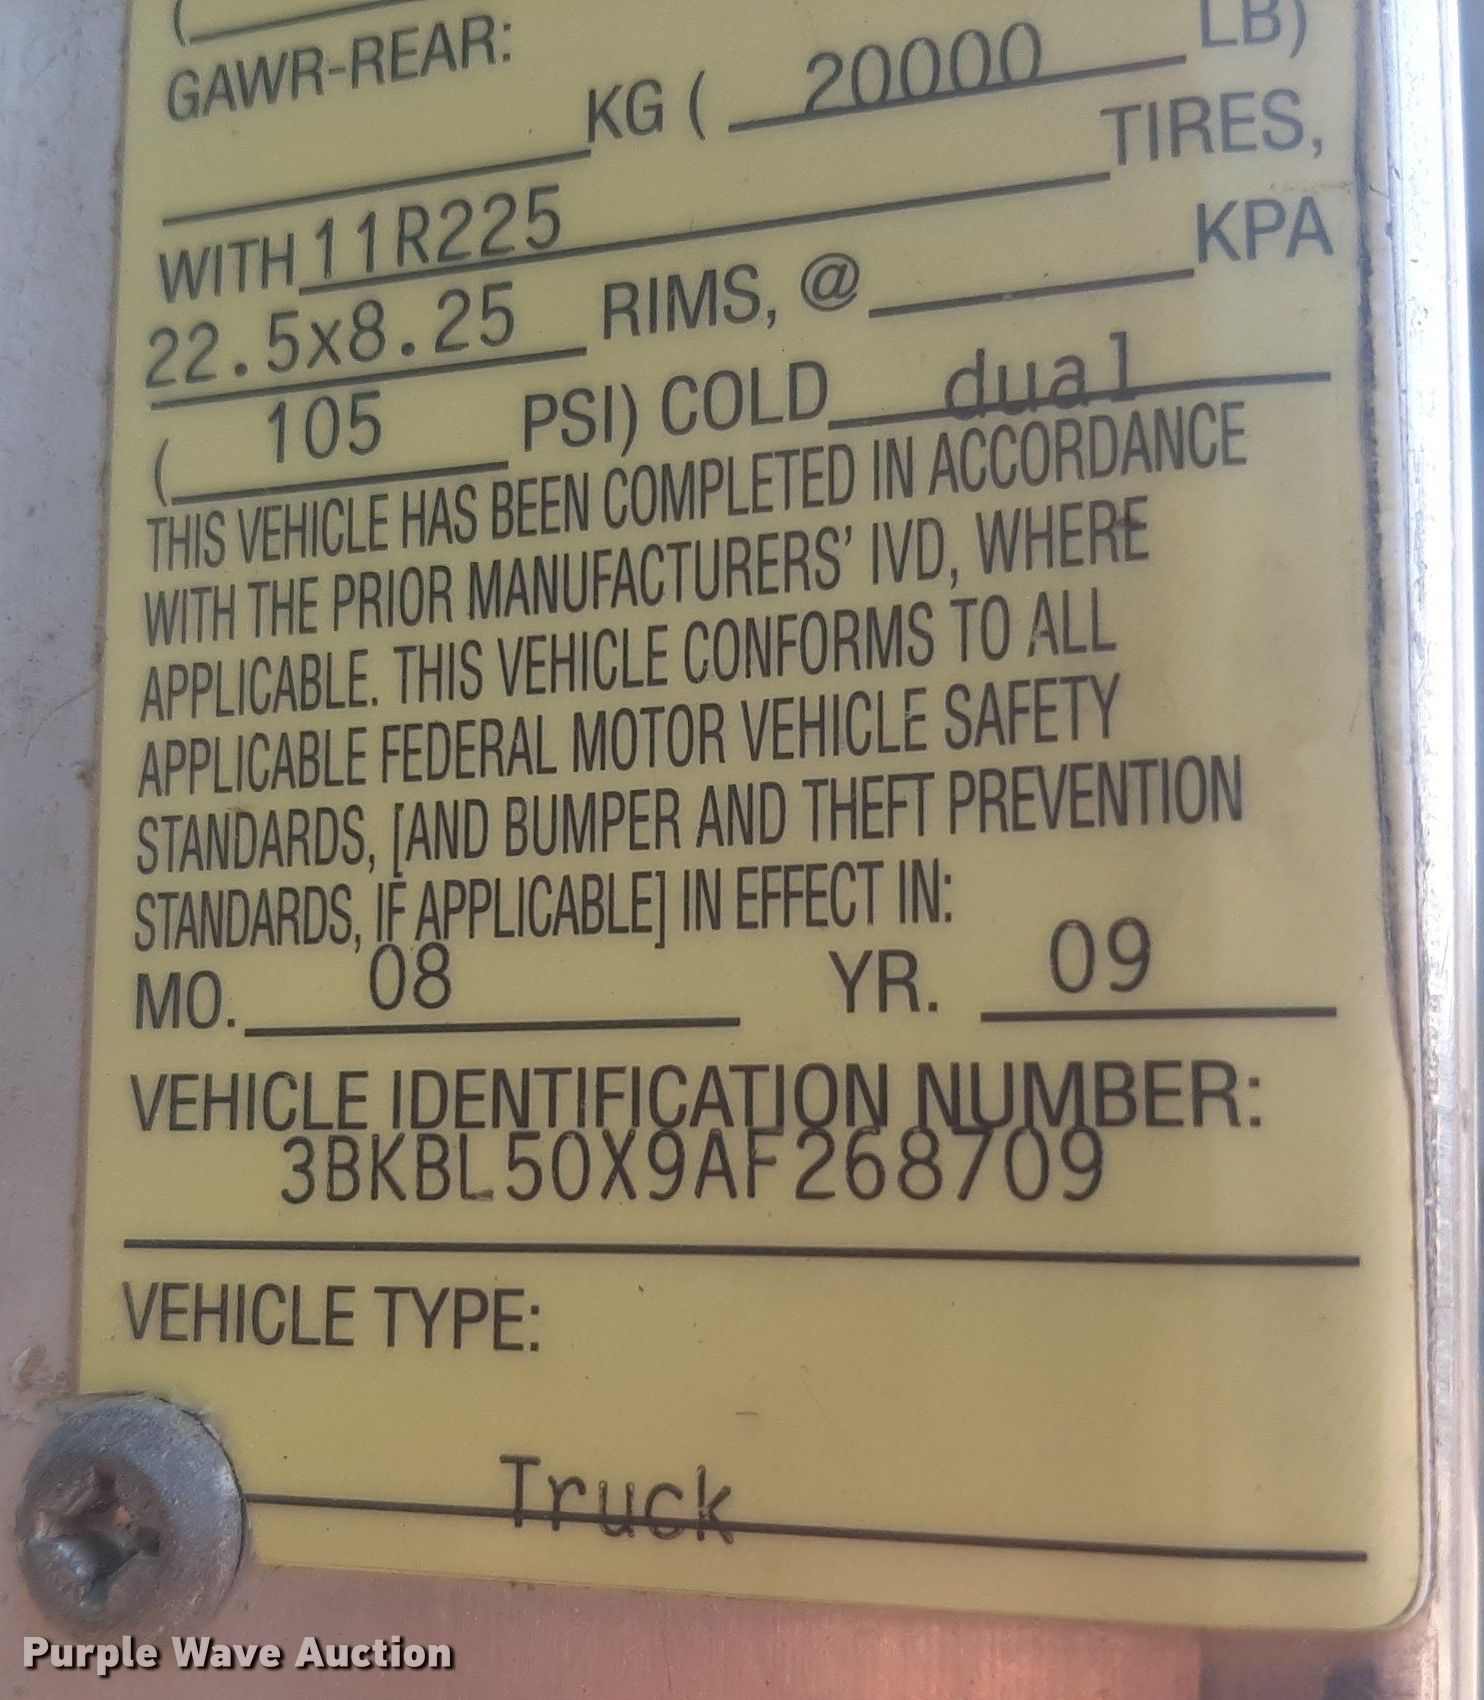 LB)
GAWR-REAR:
KG ( 20000
TIRES,
WITH 11R225
KPA
22.5x8.25 RIMS, @
( 105 PSI) COLD dual
THIS VEHICLE HAS BEEN COMPLETED IN ACCORDANCE
WITH THE PRIOR MANUFACTURERS' IVD, WHERE
APPLICABLE. THIS VEHICLE CONFORMS TO ALL
APPLICABLE FEDERAL MOTOR VEHICLE SAFETY
STANDARDS, [AND BUMPER AND THEFT PREVENTION
STANDARDS, IF APPLICABLE] IN EFFECT IN:
MO. 08 YR. 09
VEHICLE IDENTIFICATION NUMBER:
3BKBL50X9AF268709
VEHICLE TYPE:
Truck
Purple Wave Auction